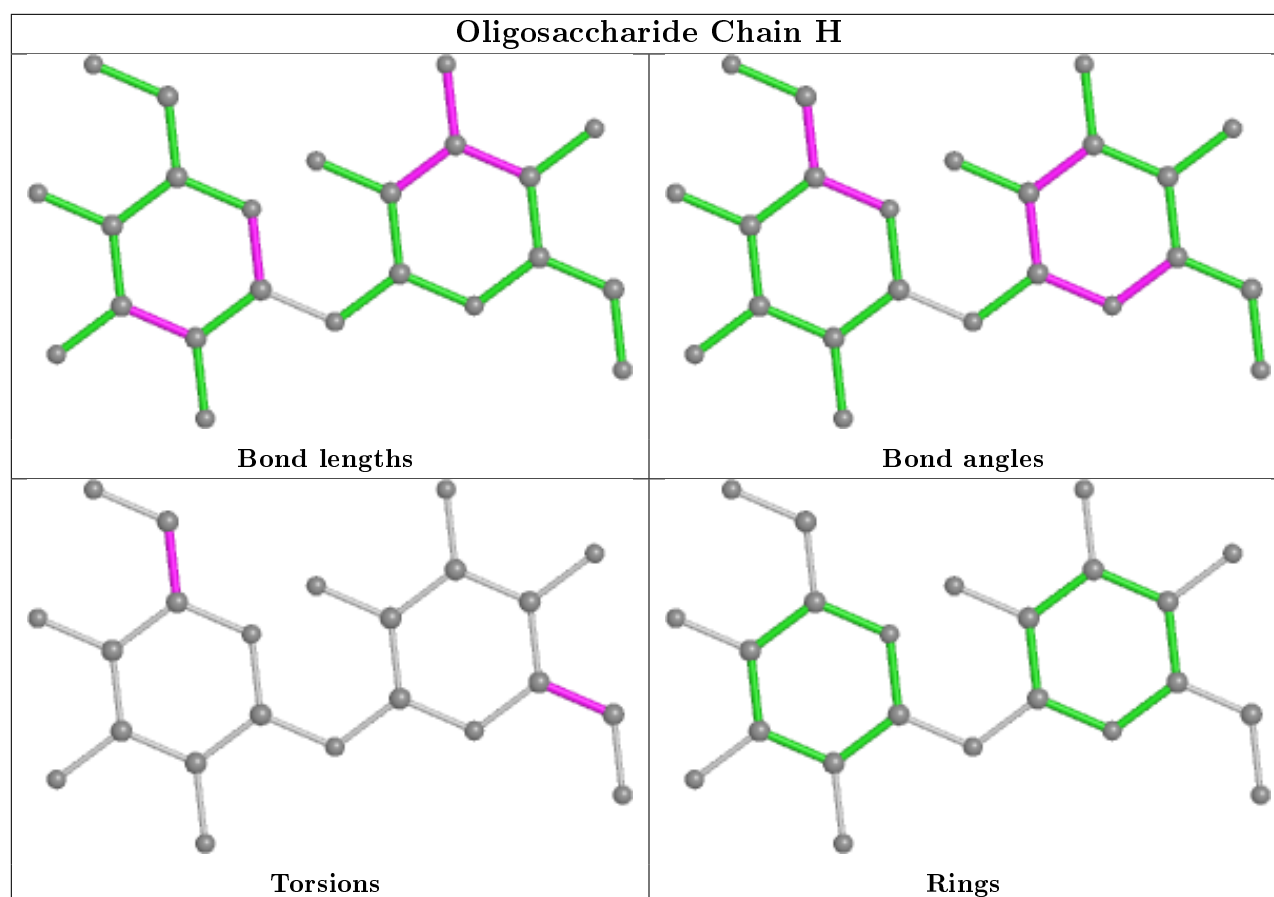 Oligosaccharide Chain H
Bond lengths
Bond angles
Torsions
Rings